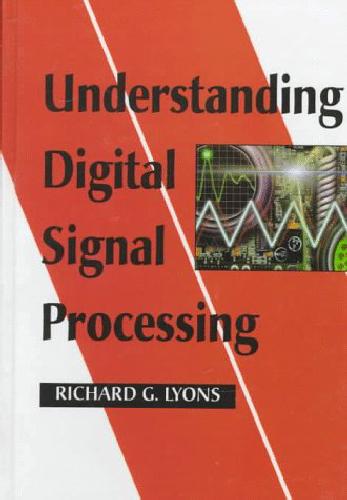 Understanding
Digital
Signal
Processing
RICHARD G. LYONS